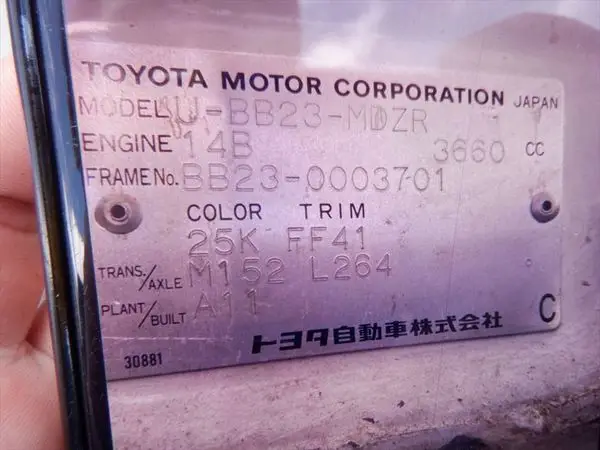 TOYOTA MOTOR CORPORATION JAPAN
MODEL U-BB23-MDZR
ENGINE 14B 3660 CC
FRAME No. BB23-0003701
COLOR TRIM
25K FF41
TRANS./AXLE M152 L264
PLANT/BUILT A11
トヨタ自動車株式会社 C
30881